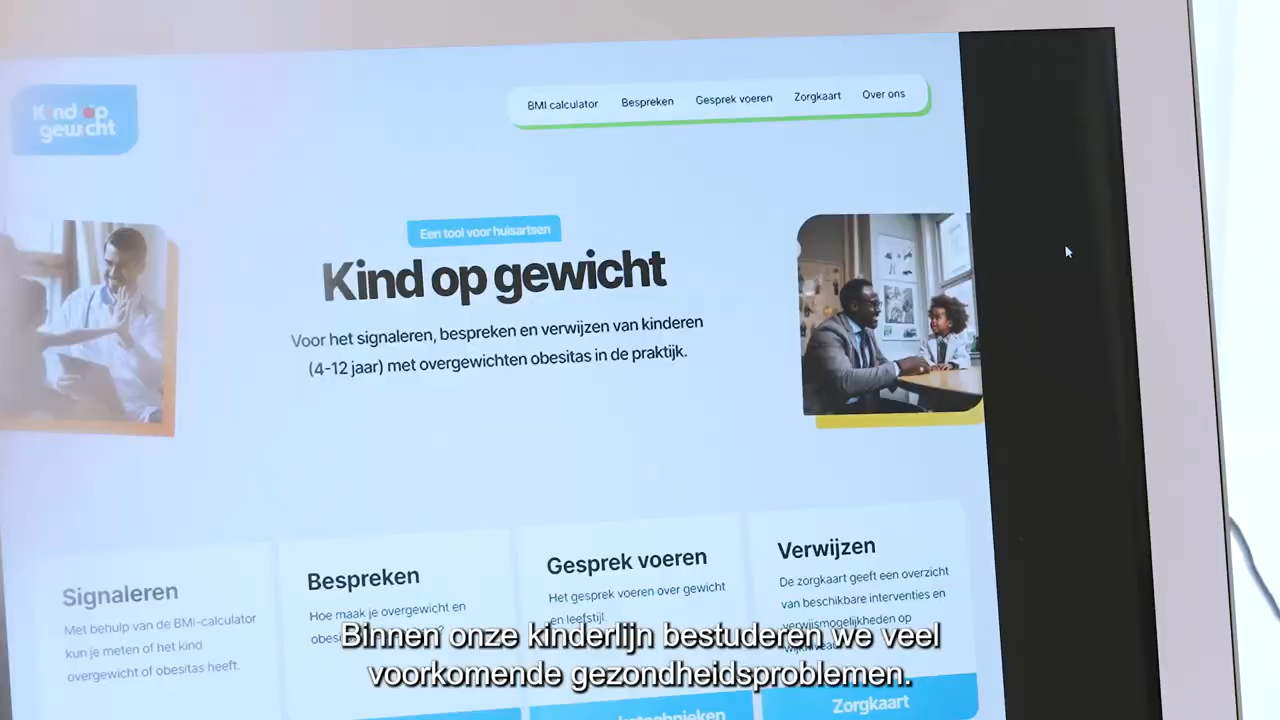 Kind op
gewicht
BMI calculator
Bespreken
Gesprek voeren
Zorgkaart
Over ons
Een tool voor huisartsen
Kind op gewicht
Voor het signaleren, bespreken en verwijzen van kinderen
(4-12 jaar) met overgewichten obesitas in de praktijk.
Signaleren
Met behulp van de BMI-calculator
kun je meten of het kind
overgewicht of obesitas heeft.
Bespreken
Hoe maak je overgewicht en
Gesprek voeren
Het gesprek voeren over gewicht
en leefstijl.
Verwijzen
De zorgkaart geeft een overzicht
van beschikbare interventies en
verwijsmogelijkheden op
Zorgkaart
Binnen onze kinderlijn bestuderen we veel
voorkomende gezondheidsproblemen.